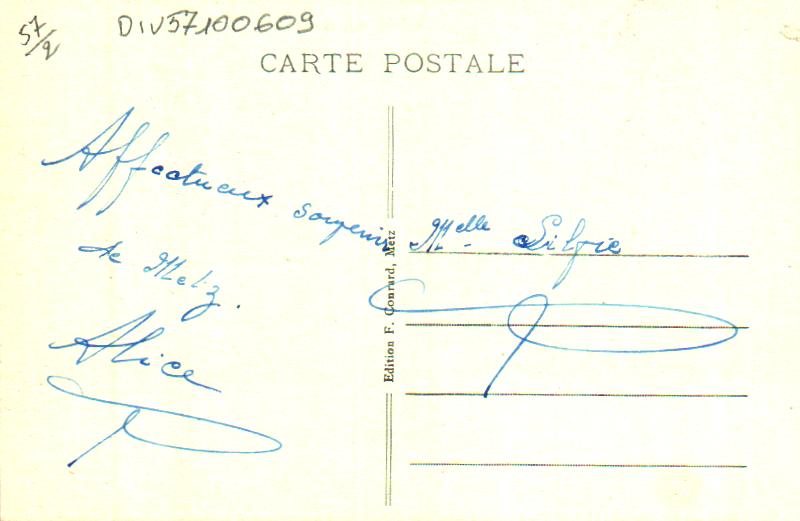 57/2
DIV57100609
CARTE POSTALE
Affectueux souvenir
de Metz.
Alice
Edition F. Conrard, Metz
Melle Silvie